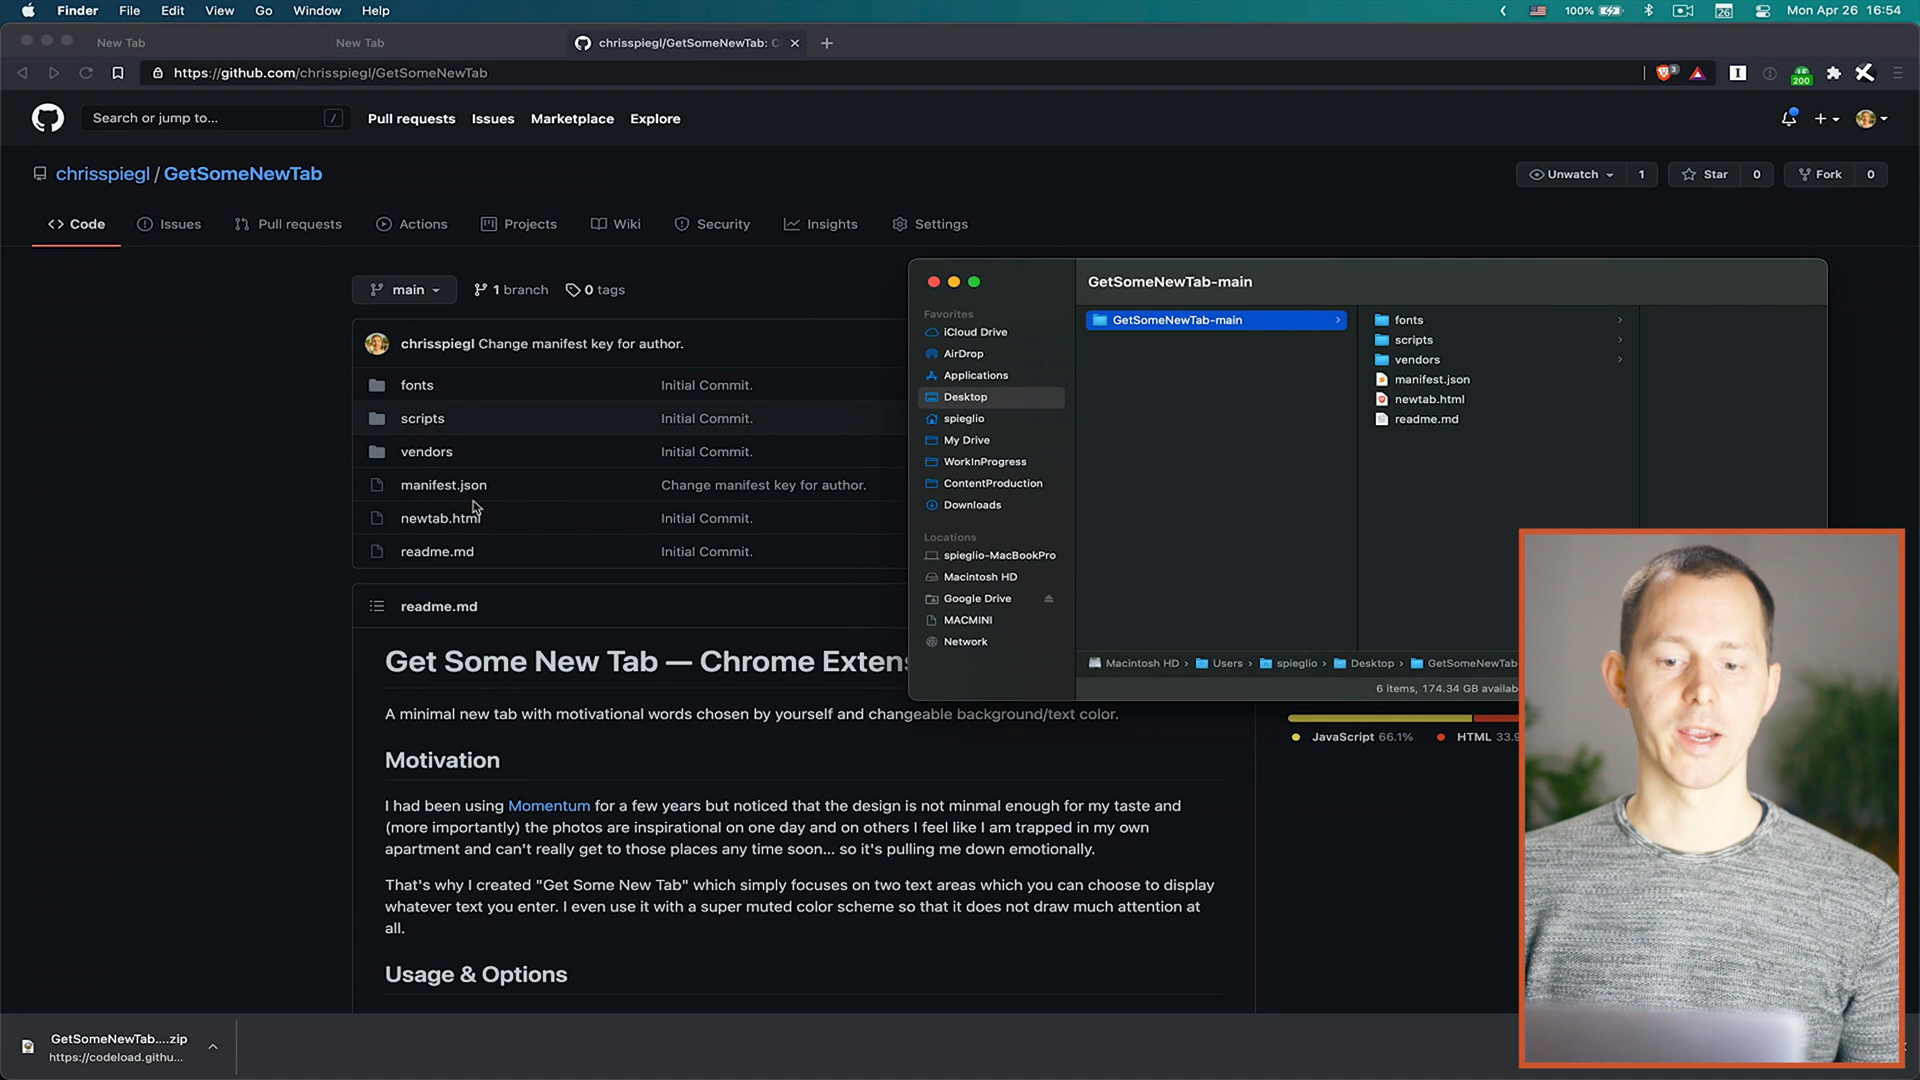 Finder File Edit View Go Window Help
100% 26 Mon Apr 26 16:54
New Tab
New Tab
chrisspiegl/GetSomeNewTab: C
https://github.com/chrisspiegl/GetSomeNewTab
3
200
Search or jump to... /
Pull requests Issues Marketplace Explore
chrisspiegl / GetSomeNewTab
Unwatch 1 Star 0 Fork 0
Code Issues Pull requests Actions Projects Wiki Security Insights Settings
main 1 branch 0 tags
chrisspiegl Change manifest key for author.
fonts Initial Commit.
scripts Initial Commit.
vendors Initial Commit.
manifest.json Change manifest key for author.
newtab.html Initial Commit.
readme.md Initial Commit.
readme.md
Get Some New Tab — Chrome Extens
A minimal new tab with motivational words chosen by yourself and changeable background/text color.
Motivation
I had been using Momentum for a few years but noticed that the design is not minmal enough for my taste and
(more importantly) the photos are inspirational on one day and on others I feel like I am trapped in my own
apartment and can't really get to those places any time soon... so it's pulling me down emotionally.
That's why I created "Get Some New Tab" which simply focuses on two text areas which you can choose to display
whatever text you enter. I even use it with a super muted color scheme so that it does not draw much attention at
all.
Usage & Options
GetSomeNewTab-main
Favorites
iCloud Drive
AirDrop
Applications
Desktop
spieglio
My Drive
WorkInProgress
ContentProduction
Downloads
Locations
spieglio-MacBookPro
Macintosh HD
Google Drive
MACMINI
Network
GetSomeNewTab-main
fonts
scripts
vendors
manifest.json
newtab.html
readme.md
Macintosh HD › Users › spieglio › Desktop › GetSomeNewTab-
6 items, 174.34 GB availab
JavaScript 66.1% HTML 33.9
GetSomeNewTab....zip
https://codeload.githu...